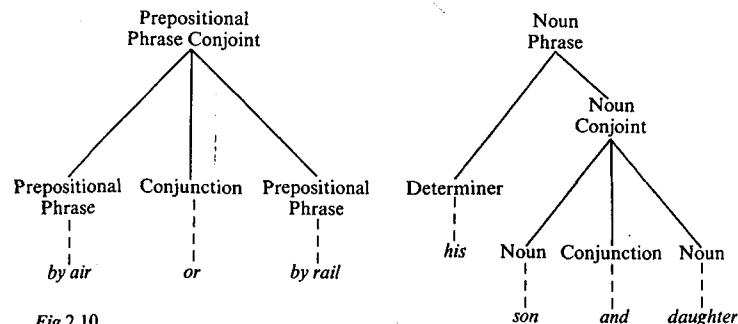 Prepositional
Phrase Conjoint
Prepositional
Phrase
Conjunction
Prepositional
Phrase
by air
or
by rail
Fig 2.10
Noun
Phrase
Noun
Conjoint
Determiner
his
Noun
Conjunction
Noun
son
and
daughter